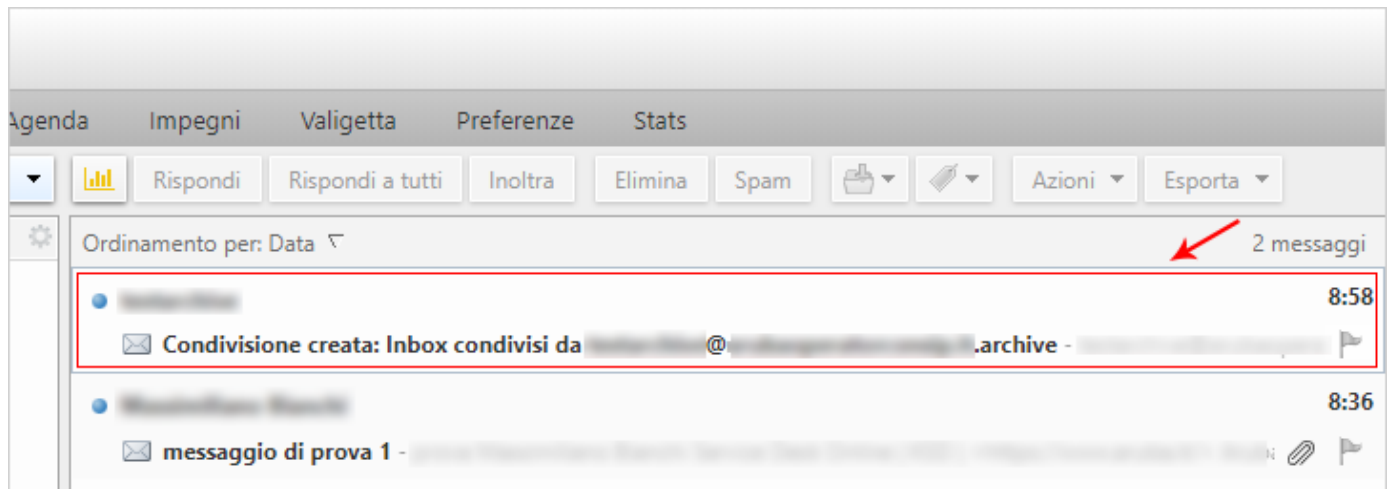 Agenda Impegni Valigetta Preferenze Stats
Rispondi Rispondi a tutti Inoltra Elimina Spam Azioni Esporta
Ordinamento per: Data 2 messaggi
8:58
Condivisione creata: Inbox condivisi da @ .archive -
8:36
messaggio di prova 1 -